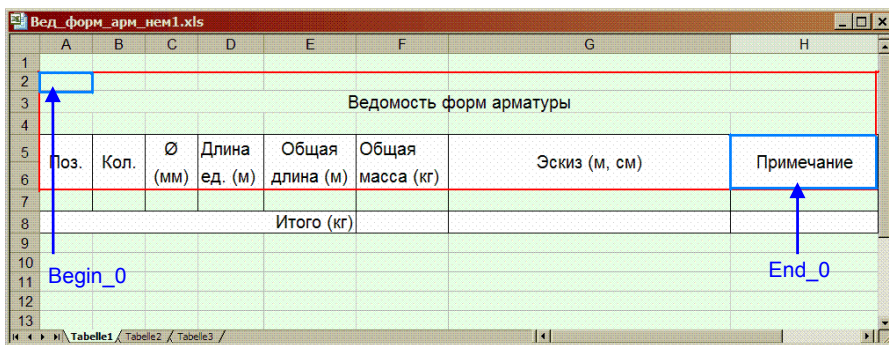 Вед_форм_арм_нем1.xls
A B C D E F G H
1
2
3 Ведомость форм арматуры
4
5 Поз. Кол. Ø Длина Общая Общая Эскиз (м, см) Примечание
6 (мм) ед. (м) длина (м) масса (кг)
7
8 Итого (кг)
9
10
11 Begin_0 End_0
12
13
Tabelle1 Tabelle2 Tabelle3